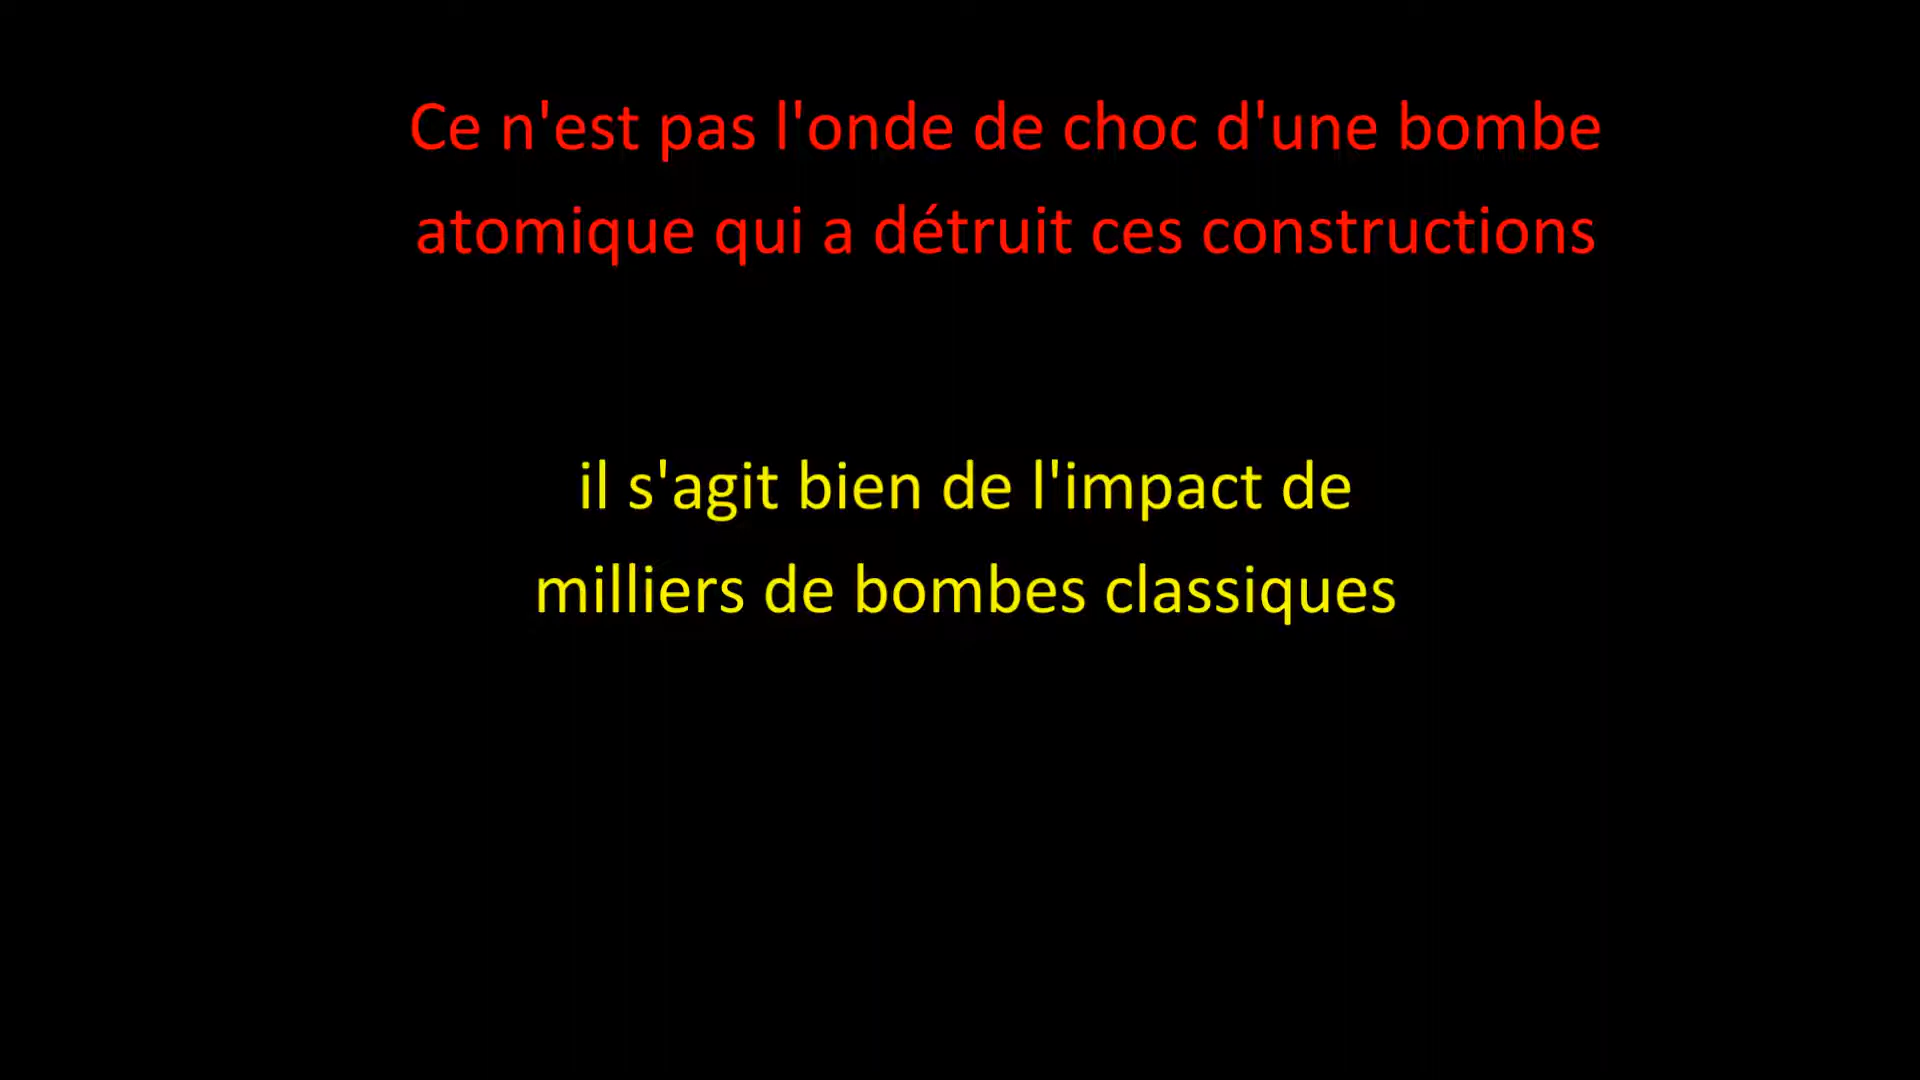 Ce n'est pas l'onde de choc d'une bombe
atomique qui a détruit ces constructions
il s'agit bien de l'impact de
milliers de bombes classiques